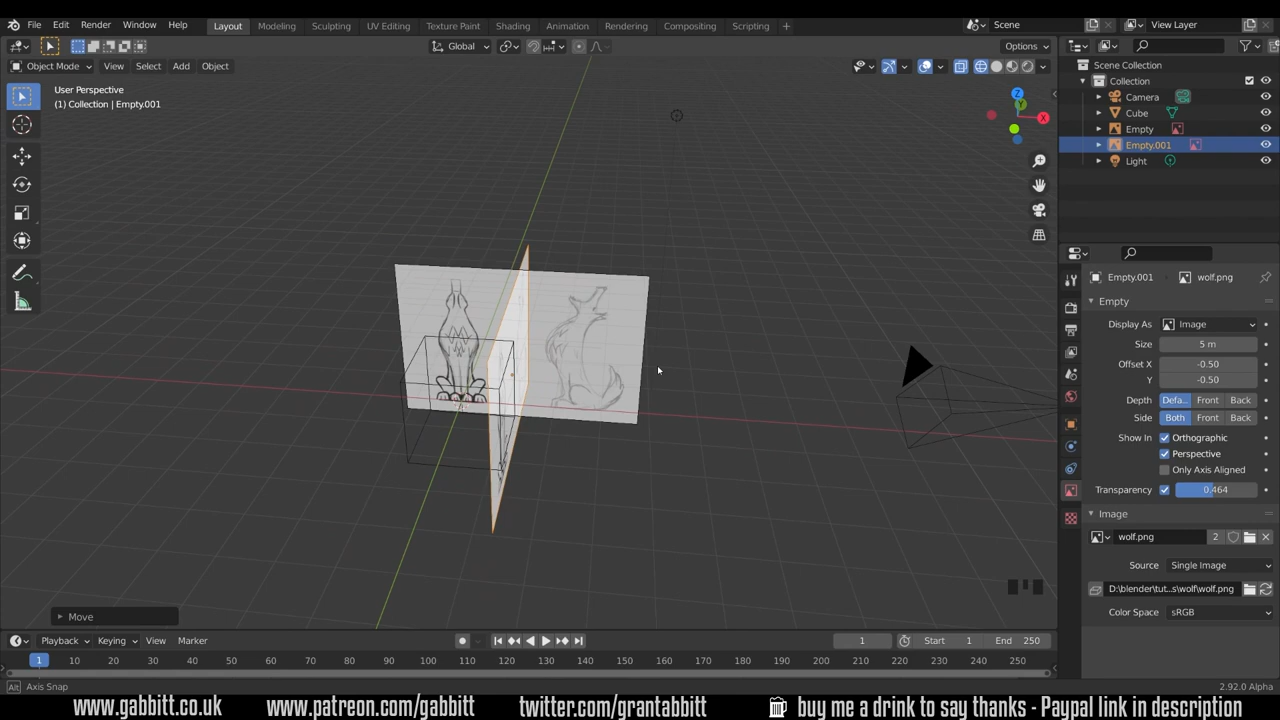 File Edit Render Window Help Layout Modeling Sculpting UV Editing Texture Paint Shading Animation Rendering Compositing Scripting + Scene View Layer
Global Options
Object Mode View Select Add Object
User Perspective
(1) Collection | Empty.001
Z
Y
X
Scene Collection
Collection
Camera
Cube
Empty
Empty.001
Light
Empty.001 wolf.png
Empty
Display As Image
Size 5 m
Offset X -0.50
Y -0.50
Depth Defa... Front Back
Side Both Front Back
Show In Orthographic
Perspective
Only Axis Aligned
Transparency 0.464
Image
wolf.png 2
Source Single Image
D:\blender\tut...s\wolf\wolf.png
Color Space sRGB
Move
Playback Keying View Marker 1 Start 1 End 250
1 10 20 30 40 50 60 70 80 90 100 110 120 130 140 150 160 170 180 190 200 210 220 230 240 250
Alt Axis Snap 2.92.0 Alpha
www.gabbitt.co.uk www.patreon.com/gabbitt twitter.com/grantabbitt buy me a drink to say thanks - Paypal link in description